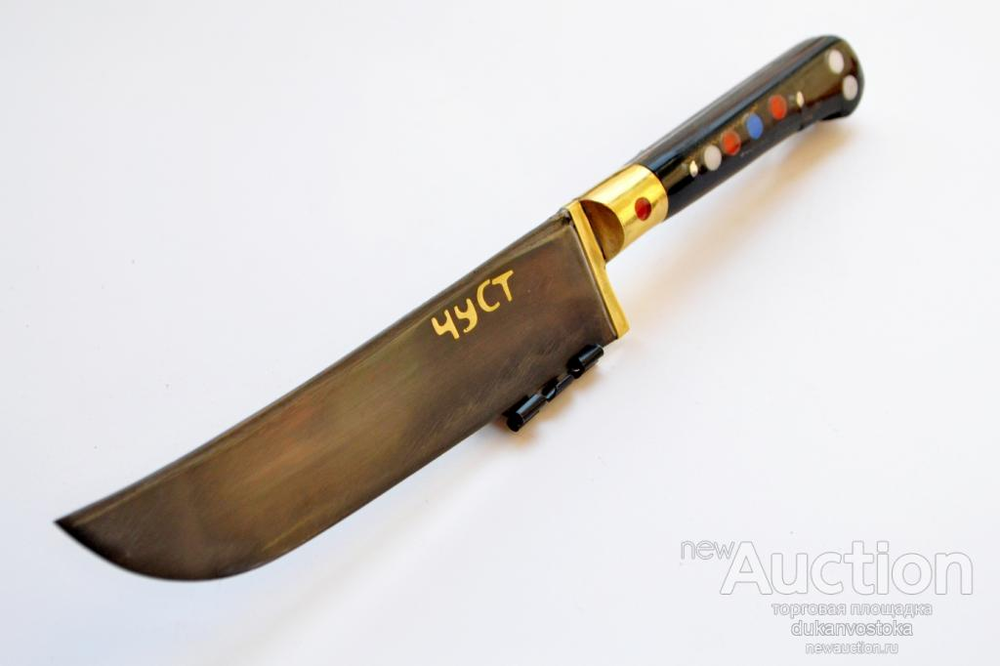 ЧУСТ
newAuction
торговая площадка
dukanvostoka
newauction.ru